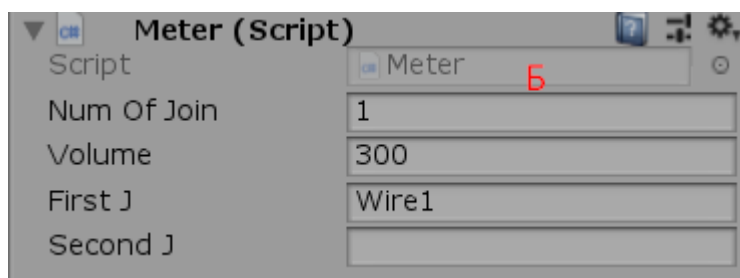 Meter (Script)
Script Meter Б
Num Of Join 1
Volume 300
First J Wire1
Second J